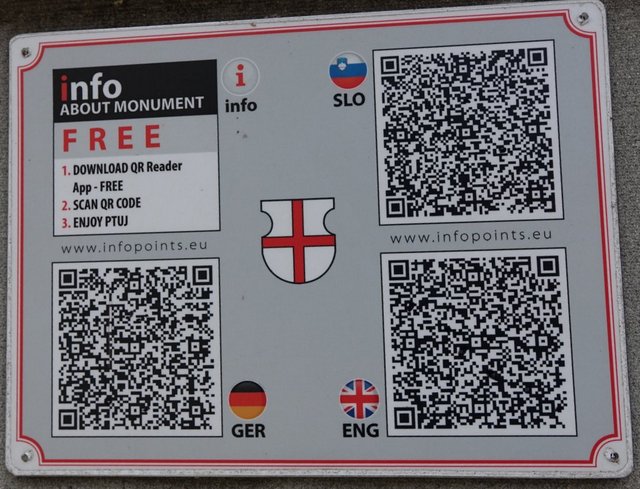 info
ABOUT MONUMENT
FREE
1. DOWNLOAD QR Reader
App - FREE
2. SCAN QR CODE
3. ENJOY PTUJ
www.infopoints.eu
i
info
SLO
www.infopoints.eu
GER
ENG